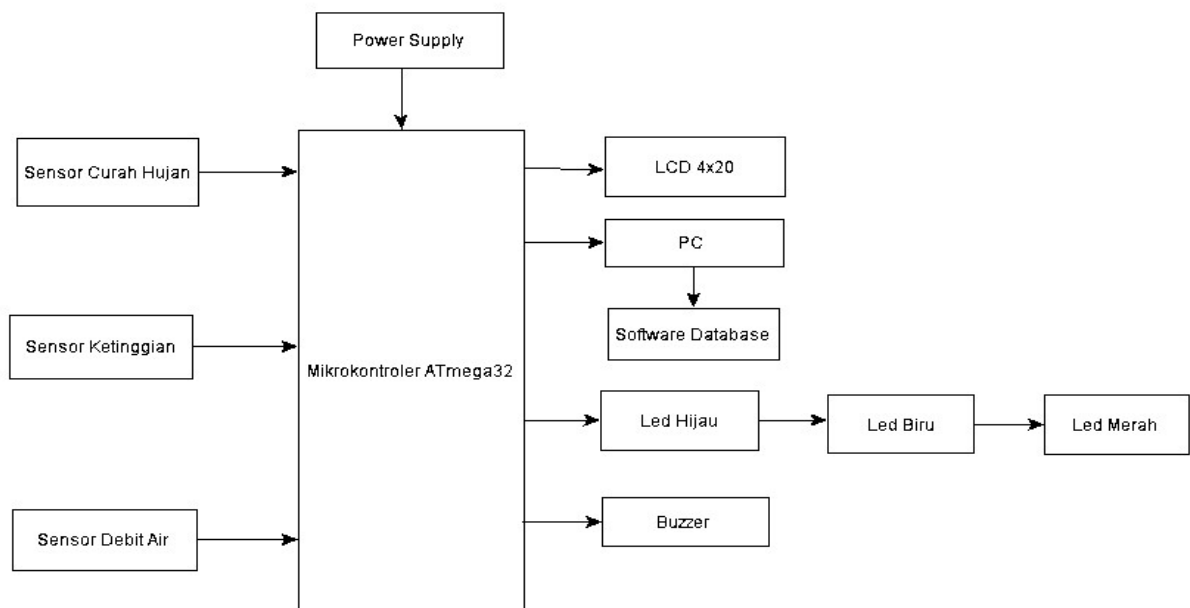 Power Supply
Sensor Curah Hujan
LCD 4x20
PC
Software Database
Sensor Ketinggian
Mikrokontroler ATmega32
Led Hijau
Led Biru
Led Merah
Sensor Debit Air
Buzzer